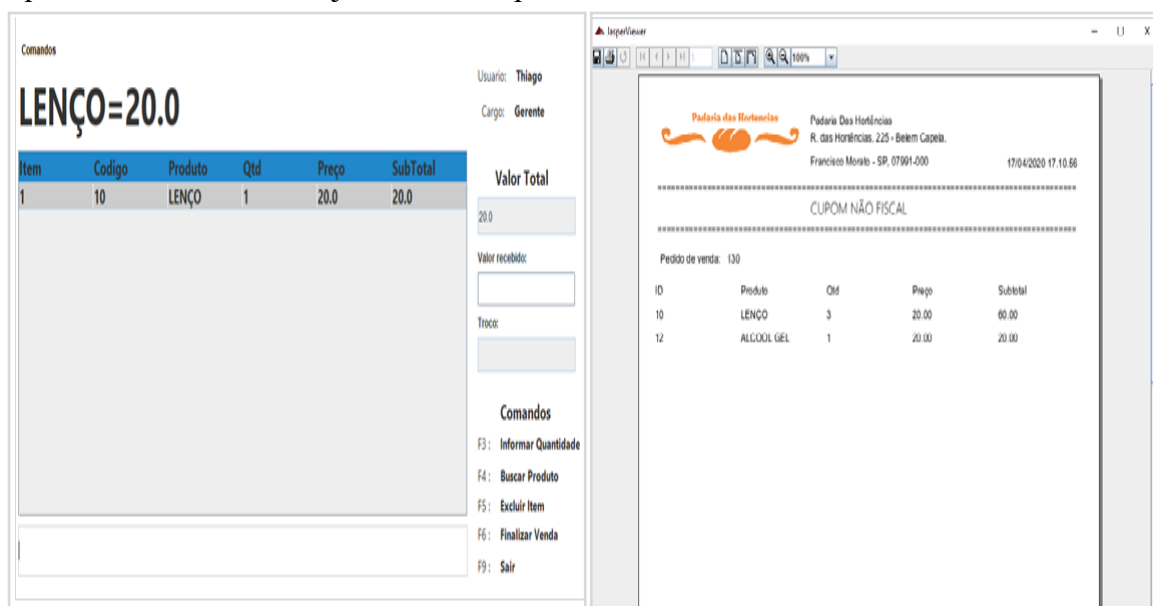 Comandos
LENÇO=20.0
Item Codigo Produto Qtd Preço SubTotal
1 10 LENÇO 1 20.0 20.0
Usuario: Thiago
Cargo: Gerente
Valor Total
20.0
Valor recebido:
Troco:
Comandos
F3: Informar Quantidade
F4: Buscar Produto
F5: Excluir Item
F6: Finalizar Venda
F9: Sair
JasperViewer
1
100%
Padaria das Hortencias
Padaria Das Hortências
R. das Hortências, 225 - Belem Capela.
Francisco Morato - SP, 07991-000
17/04/2020 17.10.56
CUPOM NÃO FISCAL
Pedido de venda: 130
ID Produto Qtd Preço Subtotal
10 LENÇO 3 20.00 60.00
12 ALCOOL GEL 1 20.00 20.00